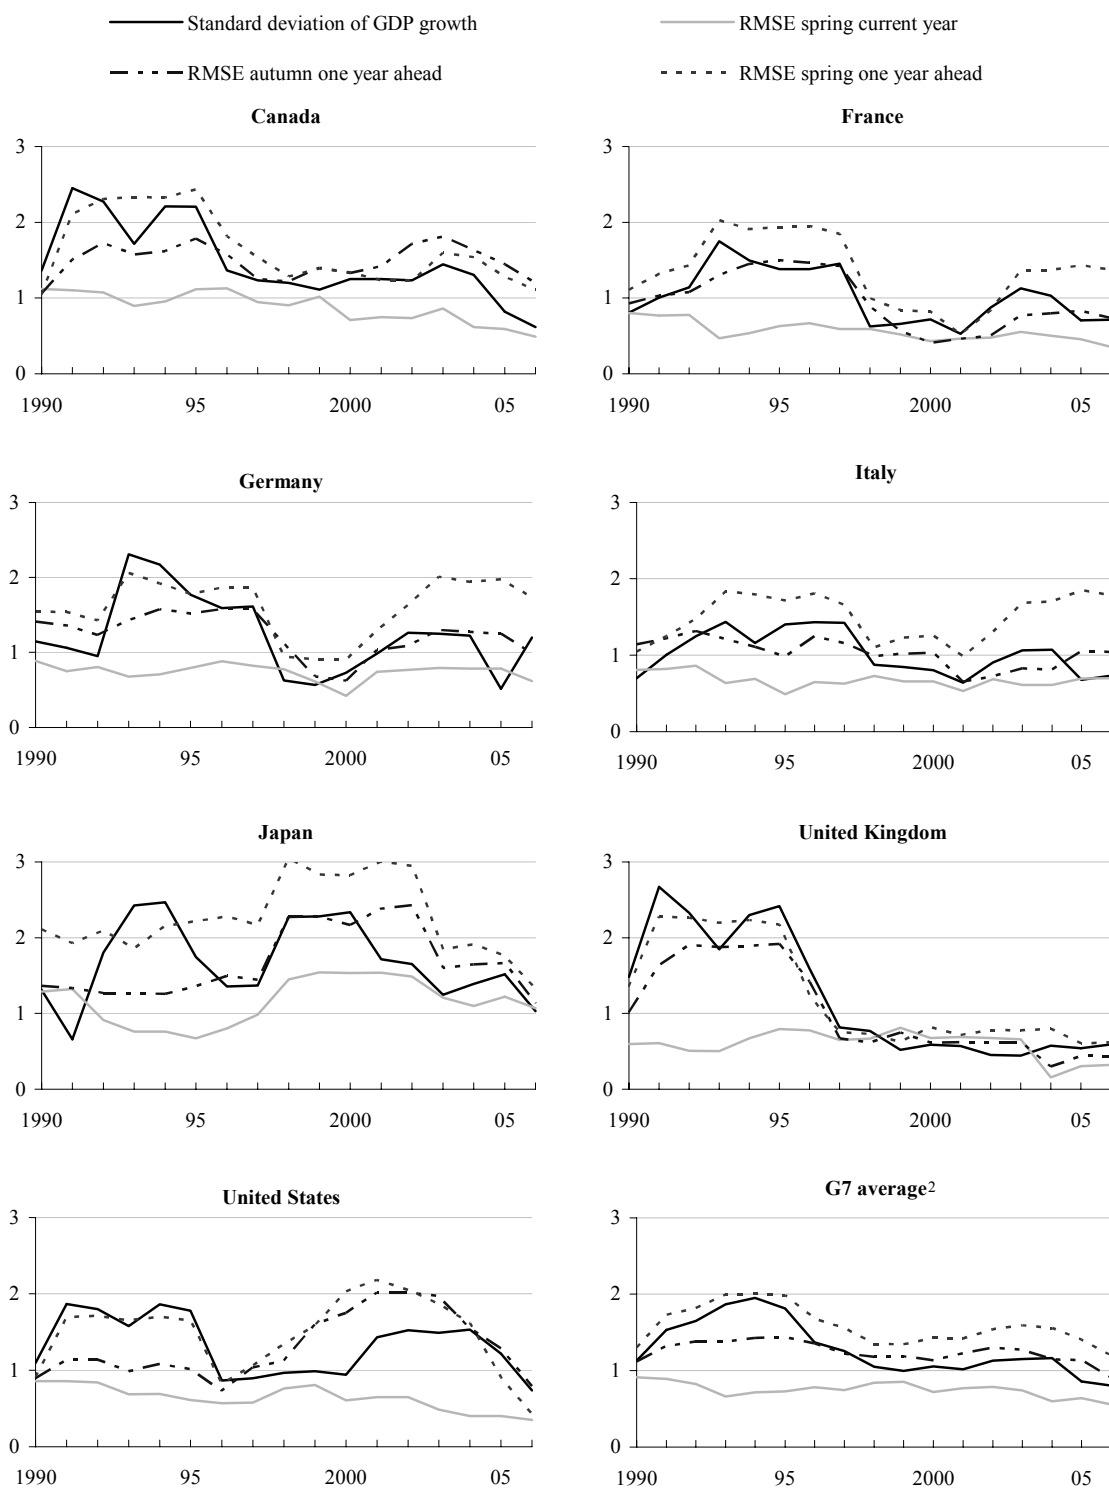 Standard deviation of GDP growth
RMSE spring current year
RMSE autumn one year ahead
RMSE spring one year ahead
Canada
3
2
1
0
1990 95 2000 05
France
3
2
1
0
1990 95 2000 05
Germany
3
2
1
0
1990 95 2000 05
Italy
3
2
1
0
1990 95 2000 05
Japan
3
2
1
0
1990 95 2000 05
United Kingdom
3
2
1
0
1990 95 2000 05
United States
3
2
1
0
1990 95 2000 05
G7 average2
3
2
1
0
1990 95 2000 05